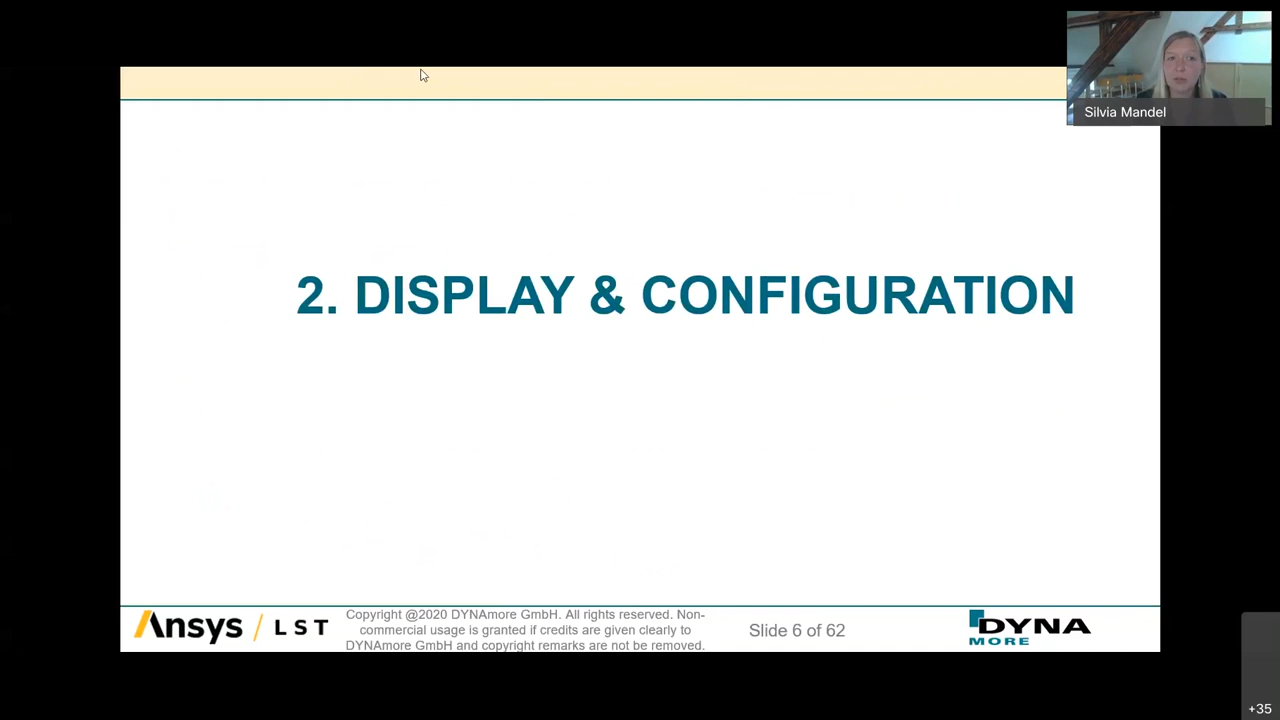 Silvia Mandel
2. DISPLAY & CONFIGURATION
Ansys / LST
Copyright @2020 DYNAmore GmbH. All rights reserved. Non-
commercial usage is granted if credits are given clearly to
DYNAmore GmbH and copyright remarks are not be removed.
Slide 6 of 62
DYNA
MORE
+35